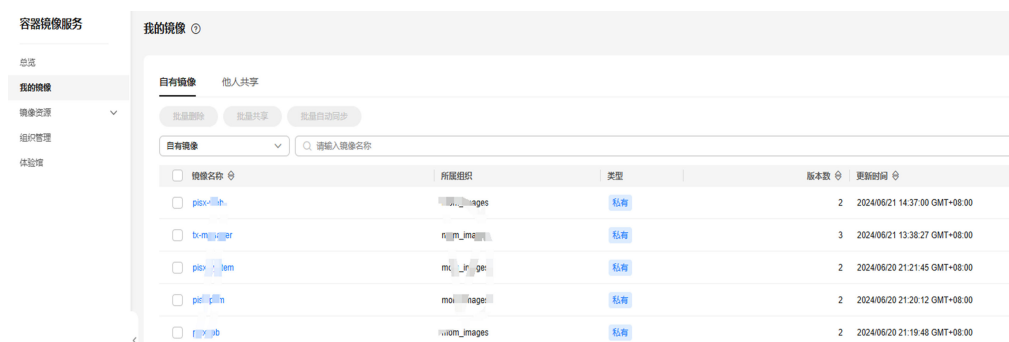 容器镜像服务
总览
我的镜像
镜像资源
组织管理
体验馆
我的镜像
自有镜像 他人共享
批量删除 批量共享 批量自动同步
自有镜像 请输入镜像名称
镜像名称 所属组织 类型 版本数 更新时间
私有 2 2024/06/21 14:37:00 GMT+08:00
私有 3 2024/06/21 13:38:27 GMT+08:00
私有 2 2024/06/20 21:21:45 GMT+08:00
私有 2 2024/06/20 21:20:12 GMT+08:00
mom_images 私有 2 2024/06/20 21:19:48 GMT+08:00